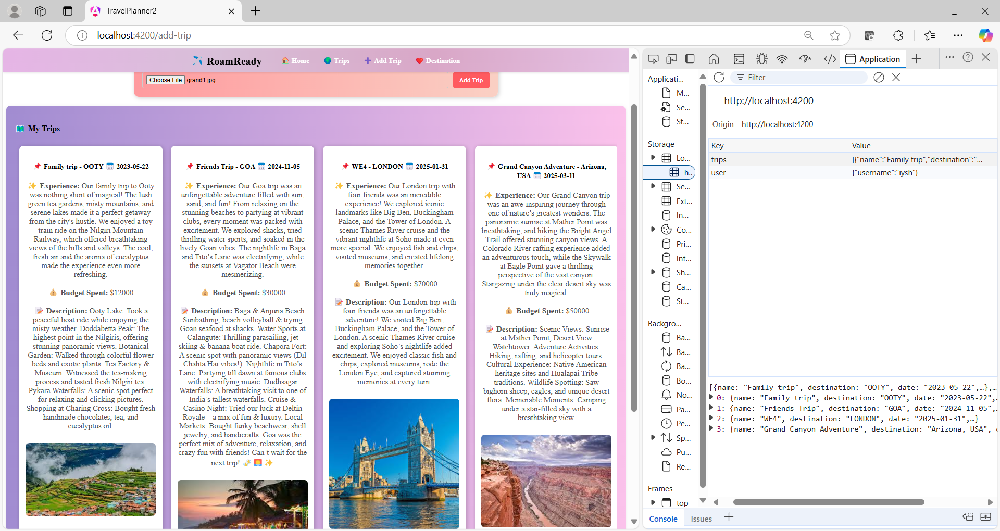 TravelPlanner2
localhost:4200/add-trip
RoamReady
Home
Trips
Add Trip
Destination
Choose File grand1.jpg
Add Trip
My Trips
Family trip - OOTY 2023-05-22
Experience: Our family trip to Ooty
was nothing short of magical! The lush
green tea gardens, misty mountains, and
serene lakes made it a perfect getaway
from the city's hustle. We enjoyed a toy
train ride on the Nilgiri Mountain
Railway, which offered breathtaking
views of the hills and valleys. The cool,
fresh air and the aroma of eucalyptus
made the experience even more
refreshing.
Budget Spent: $12000
Description: Ooty Lake: Took a
peaceful boat ride while enjoying the
misty weather. Doddabetta Peak: The
highest point in the Nilgiris, offering
stunning panoramic views. Botanical
Garden: Walked through colorful flower
beds and exotic plants. Tea Factory &
Museum: Witnessed the tea-making
process and tasted fresh Nilgiri tea.
Pykara Waterfalls: A scenic spot perfect
for relaxing and clicking pictures.
Shopping at Charing Cross: Bought fresh
handmade chocolates, tea, and
eucalyptus oil.
Friends Trip - GOA 2024-11-05
Experience: Our Goa trip was an
unforgettable adventure filled with sun,
sand, and fun! From relaxing on the
stunning beaches to partying at vibrant
clubs, every moment was packed with
excitement. We explored shacks, tried
thrilling water sports, and soaked in the
lively Goan vibes. The nightlife in Baga
and Tito’s Lane was electrifying, while
the sunsets at Vagator Beach were
mesmerizing.
Budget Spent: $30000
Description: Baga & Anjuna Beach:
Sunbathing, beach volleyball & trying
Goan seafood at shacks. Water Sports at
Calangute: Thrilling parasailing, jet
skiing & banana boat ride. Chapora Fort:
A scenic spot with panoramic views (Dil
Chahta Hai vibes!). Nightlife in Tito’s
Lane: Partying till dawn at famous clubs
with electrifying music. Dudhsagar
Waterfalls: A breathtaking visit to one of
India’s tallest waterfalls. Cruise &
Casino Night: Tried our luck at Deltin
Royale – a mix of fun & luxury. Local
Markets: Bought funky beachwear, shell
jewelry, and handicrafts. Goa was the
perfect mix of adventure, relaxation, and
crazy fun with friends! Can’t wait for the
next trip!
WE4 - LONDON 2025-01-31
Experience: Our London trip with
four friends was an incredible
experience! We explored iconic
landmarks like Big Ben, Buckingham
Palace, and the Tower of London. A
scenic Thames River cruise and the
vibrant nightlife at Soho made it even
more special. We enjoyed fish and chips,
visited museums, and created lifelong
memories together.
Budget Spent: $70000
Description: Our London trip with
four friends was an unforgettable
adventure! We visited Big Ben,
Buckingham Palace, and the Tower of
London. A scenic Thames River cruise
and exploring Soho’s nightlife added
excitement. We enjoyed classic fish and
chips, explored museums, rode the
London Eye, and captured stunning
memories at every turn.
Grand Canyon Adventure - Arizona,
USA 2025-03-11
Experience: Our Grand Canyon trip
was an awe-inspiring journey through
one of nature’s greatest wonders. The
panoramic sunrise at Mather Point was
breathtaking, and hiking the Bright Angel
Trail offered stunning canyon views. A
Colorado River rafting experience added
an adventurous touch, while the Skywalk
at Eagle Point gave a thrilling
perspective of the vast canyon.
Stargazing under the clear desert sky was
truly magical.
Budget Spent: $50000
Description: Scenic Views: Sunrise
at Mather Point, Desert View
Watchtower. Adventure Activities:
Hiking, rafting, and helicopter tours.
Cultural Experience: Native American
heritage sites and Hualapai Tribe
traditions. Wildlife Spotting: Saw
bighorn sheep, eagles, and unique desert
flora. Memorable Moments: Camping
under a star-filled sky with a
breathtaking view.
Application
Applicati...
M...
Se...
St...
Storage
Lo...
h..
Se...
Ext...
In...
Co...
Pri...
Int...
Sh...
Ca...
St...
Backgro...
Ba...
Ba...
Ba...
Bo...
No...
Pa...
Pe...
Sp...
Pu...
Re...
Frames
top
Filter
http://localhost:4200
Origin http://localhost:4200
Key Value
trips [{"name":"Family trip","destination":"...
user {"username":"iysh"}
[{name: "Family trip", destination: "OOTY", date: "2023-05-22",…},…
0: {name: "Family trip", destination: "OOTY", date: "2023-05-22",
1: {name: "Friends Trip", destination: "GOA", date: "2024-11-05",
2: {name: "WE4", destination: "LONDON", date: "2025-01-31",…}
3: {name: "Grand Canyon Adventure", destination: "Arizona, USA",
Console
Issues